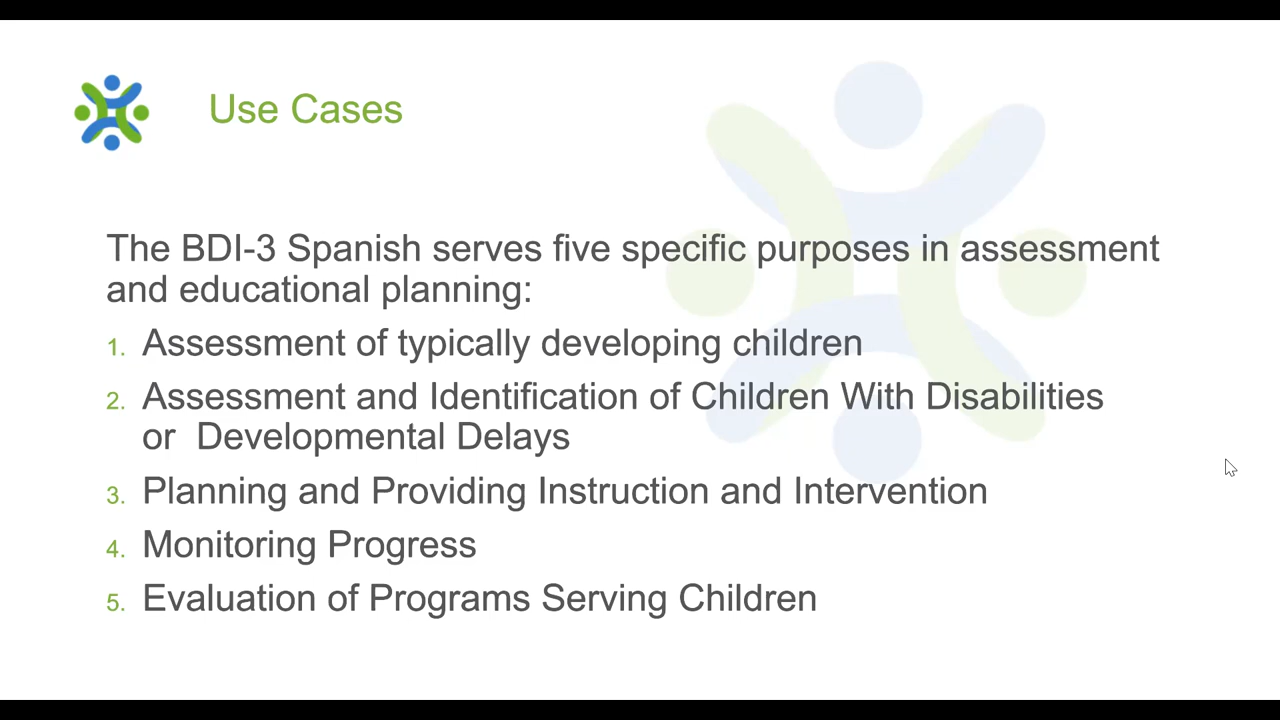 Use Cases
The BDI-3 Spanish serves five specific purposes in assessment
and educational planning:
1. Assessment of typically developing children
2. Assessment and Identification of Children With Disabilities
or  Developmental Delays
3. Planning and Providing Instruction and Intervention
4. Monitoring Progress
5. Evaluation of Programs Serving Children